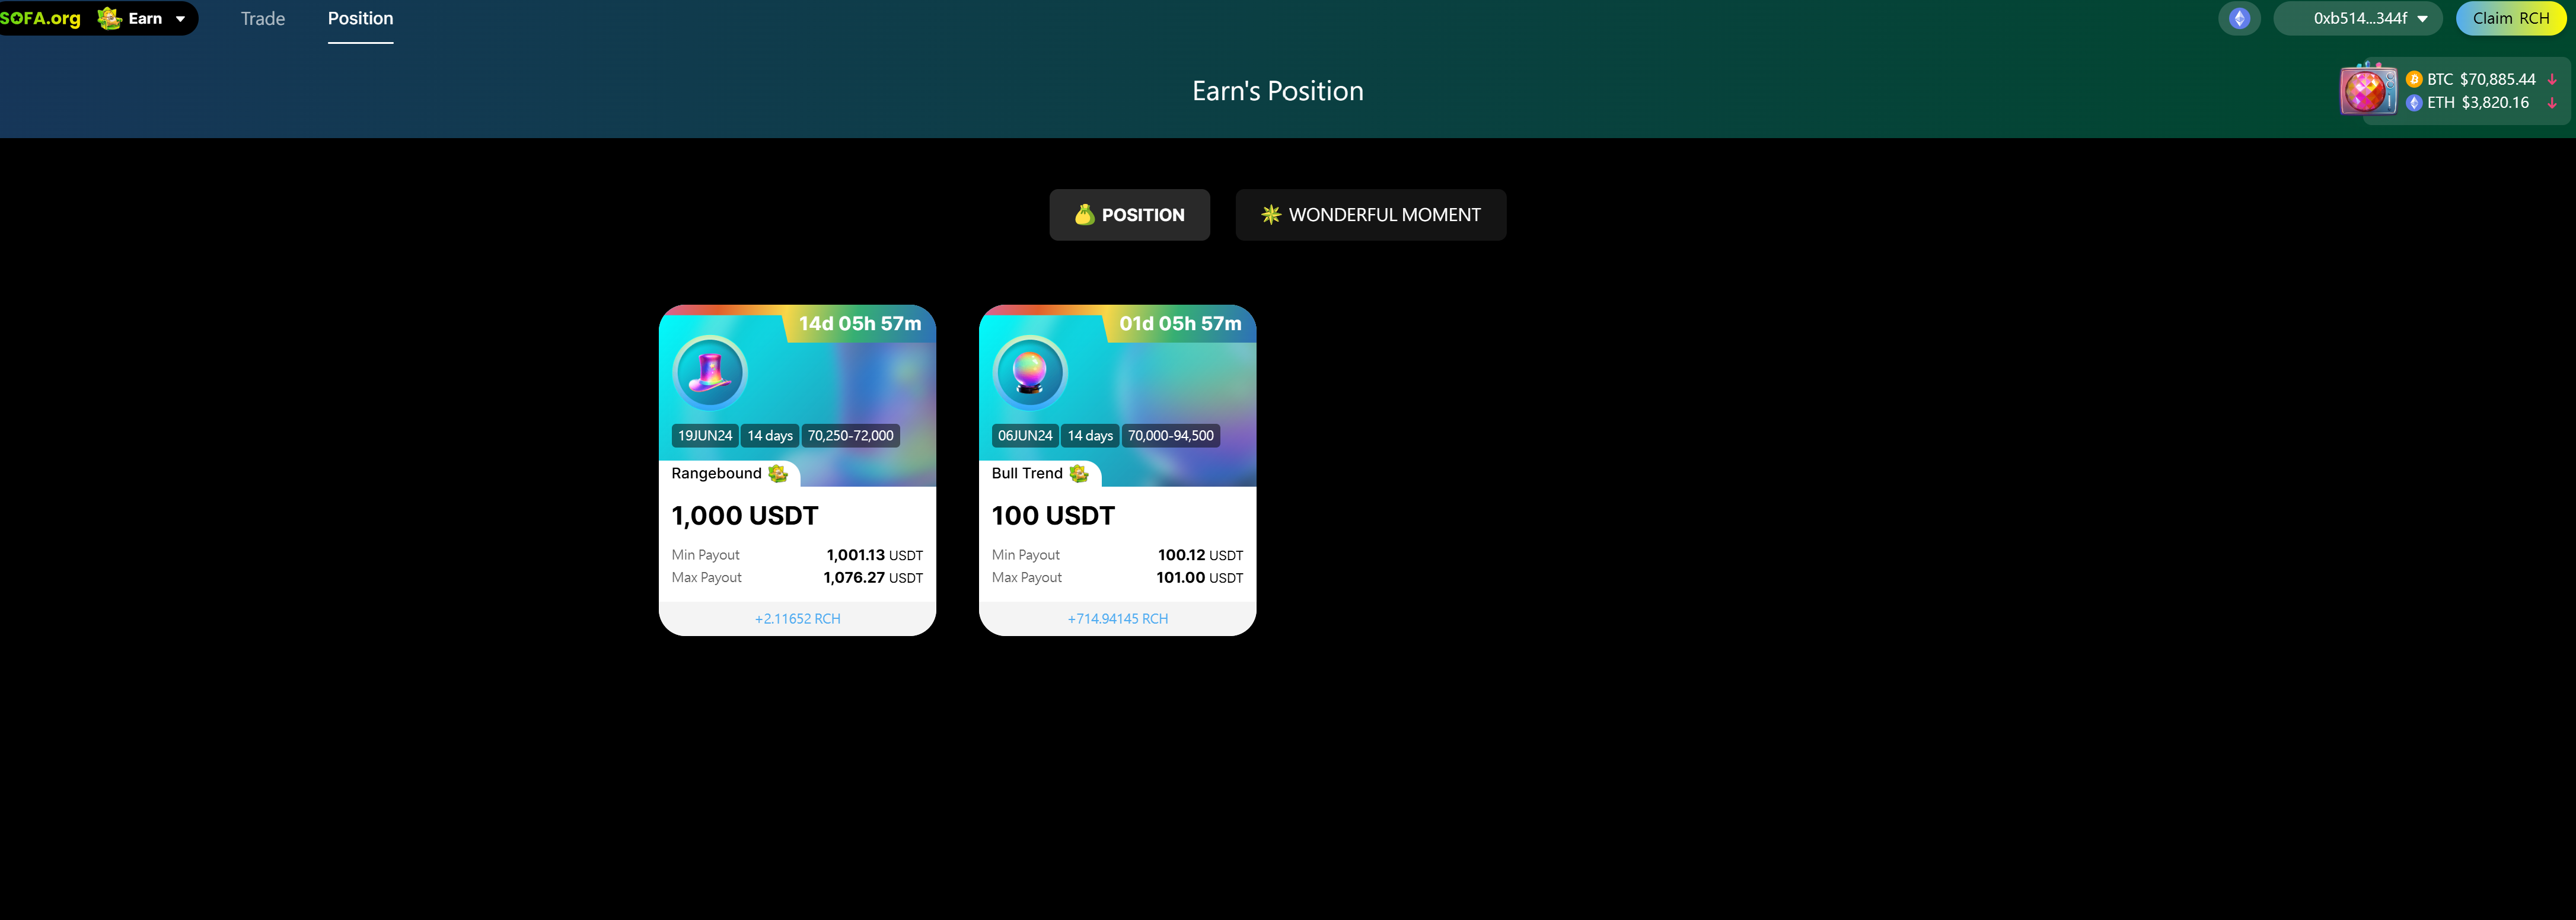 SOFA.org Earn Trade Position 0xb514...344f Claim RCH
Earn's Position
BTC $70,885.44
ETH $3,820.16
POSITION WONDERFUL MOMENT
14d 05h 57m
19JUN24 14 days 70,250-72,000
Rangebound
1,000 USDT
Min Payout 1,001.13 USDT
Max Payout 1,076.27 USDT
+2.11652 RCH
01d 05h 57m
06JUN24 14 days 70,000-94,500
Bull Trend
100 USDT
Min Payout 100.12 USDT
Max Payout 101.00 USDT
+714.94145 RCH